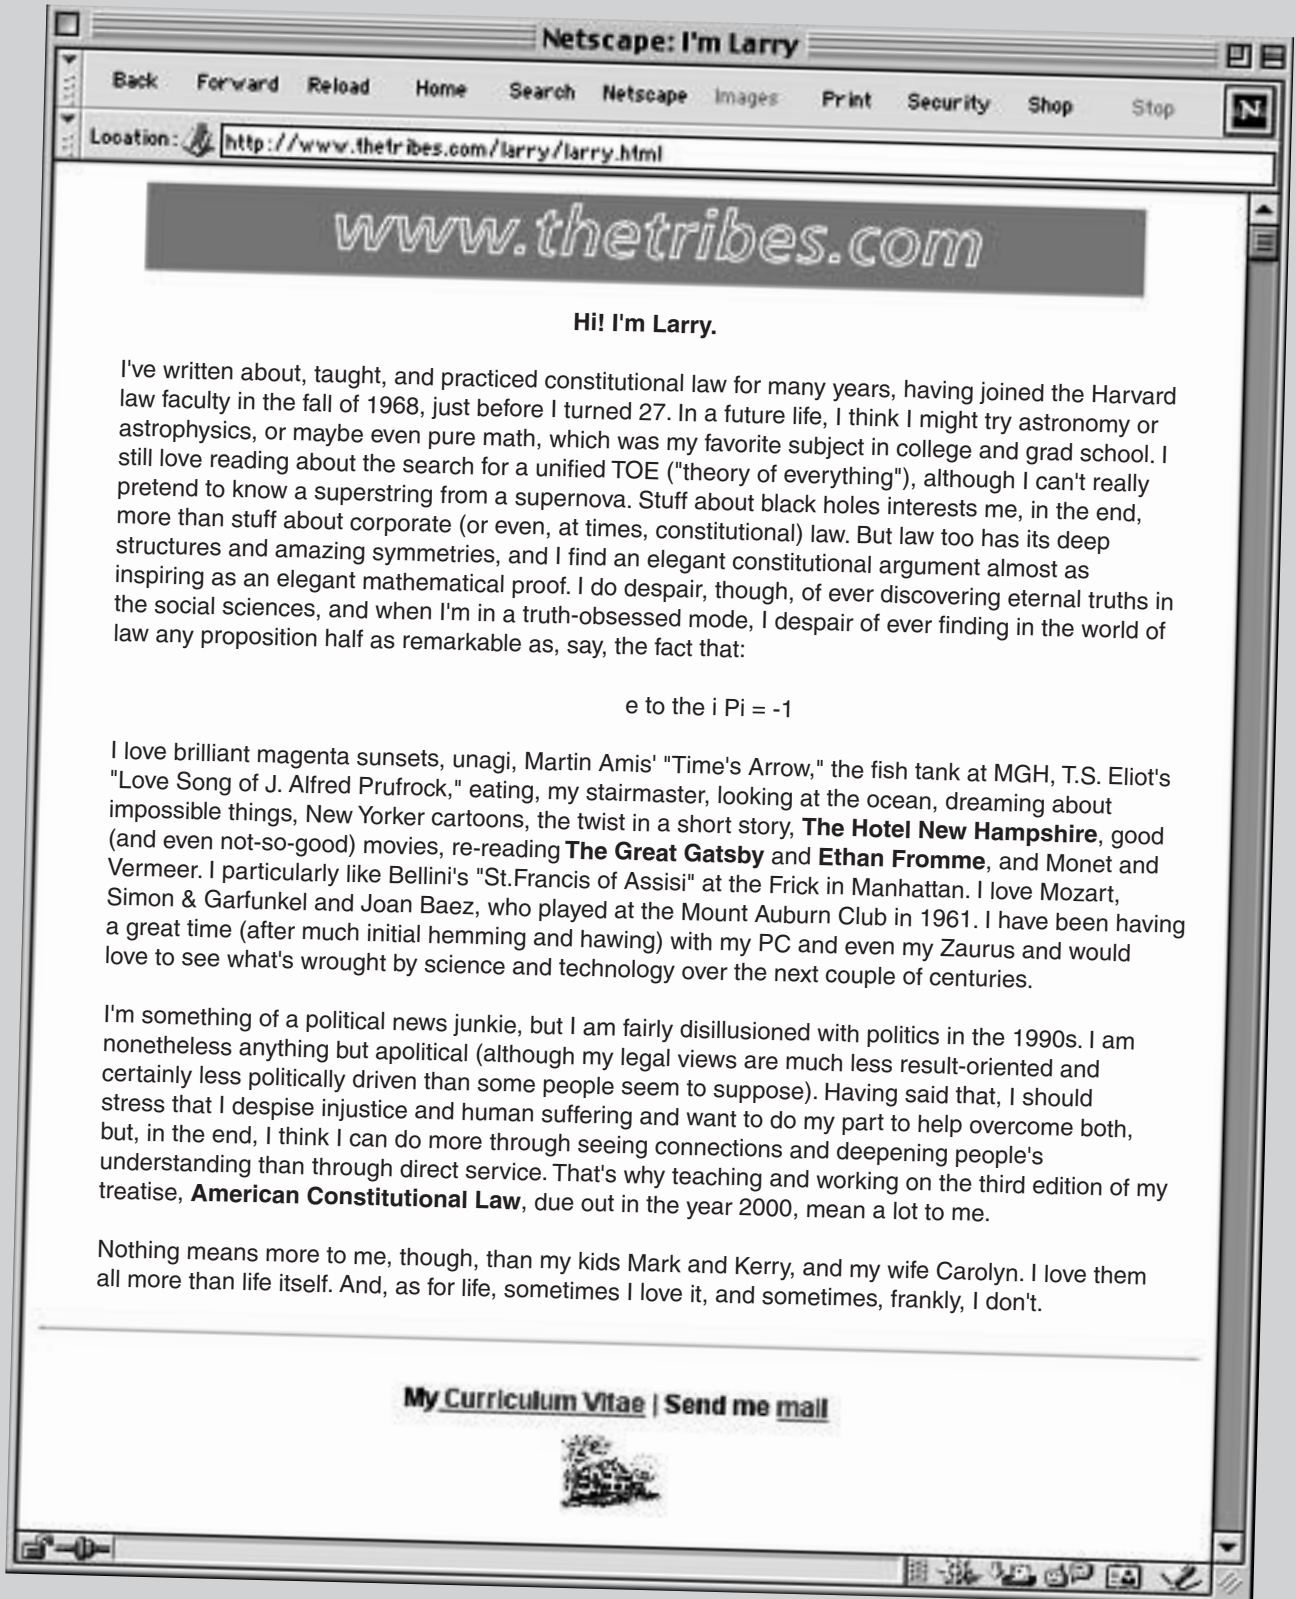 Netscape: I'm Larry
Back Forward Reload Home Search Netscape Images Print Security Shop Stop
N
Location: http://www.thetribes.com/larry/larry.html
www.thetribes.com
Hi! I'm Larry.
I've written about, taught, and practiced constitutional law for many years, having joined the Harvard
law faculty in the fall of 1968, just before I turned 27. In a future life, I think I might try astronomy or
astrophysics, or maybe even pure math, which was my favorite subject in college and grad school. I
still love reading about the search for a unified TOE ("theory of everything"), although I can't really
pretend to know a superstring from a supernova. Stuff about black holes interests me, in the end,
more than stuff about corporate (or even, at times, constitutional) law. But law too has its deep
structures and amazing symmetries, and I find an elegant constitutional argument almost as
inspiring as an elegant mathematical proof. I do despair, though, of ever discovering eternal truths in
the social sciences, and when I'm in a truth-obsessed mode, I despair of ever finding in the world of
law any proposition half as remarkable as, say, the fact that:
e to the i Pi = -1
I love brilliant magenta sunsets, unagi, Martin Amis' "Time's Arrow," the fish tank at MGH, T.S. Eliot's
"Love Song of J. Alfred Prufrock," eating, my stairmaster, looking at the ocean, dreaming about
impossible things, New Yorker cartoons, the twist in a short story, The Hotel New Hampshire, good
(and even not-so-good) movies, re-reading The Great Gatsby and Ethan Fromme, and Monet and
Vermeer. I particularly like Bellini's "St.Francis of Assisi" at the Frick in Manhattan. I love Mozart,
Simon & Garfunkel and Joan Baez, who played at the Mount Auburn Club in 1961. I have been having
a great time (after much initial hemming and hawing) with my PC and even my Zaurus and would
love to see what's wrought by science and technology over the next couple of centuries.
I'm something of a political news junkie, but I am fairly disillusioned with politics in the 1990s. I am
nonetheless anything but apolitical (although my legal views are much less result-oriented and
certainly less politically driven than some people seem to suppose). Having said that, I should
stress that I despise injustice and human suffering and want to do my part to help overcome both,
but, in the end, I think I can do more through seeing connections and deepening people's
understanding than through direct service. That's why teaching and working on the third edition of my
treatise, American Constitutional Law, due out in the year 2000, mean a lot to me.
Nothing means more to me, though, than my kids Mark and Kerry, and my wife Carolyn. I love them
all more than life itself. And, as for life, sometimes I love it, and sometimes, frankly, I don't.
My Curriculum Vitae | Send me mail